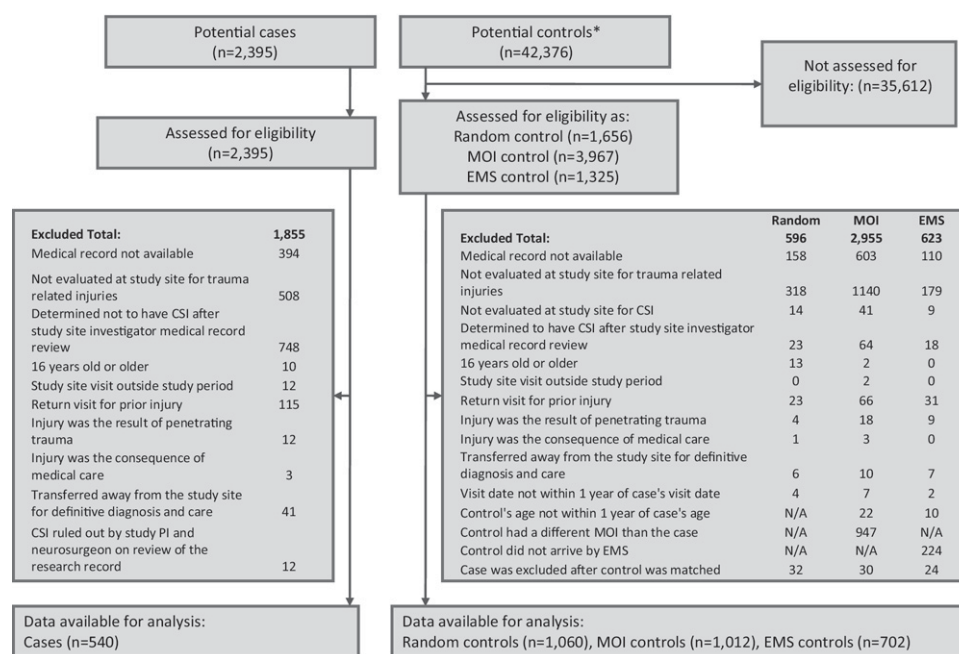 Potential cases
(n=2,395)
Potential controls*
(n=42,376)
Not assessed for
eligibility: (n=35,612)
Assessed for eligibility
(n=2,395)
Assessed for eligibility as:
Random control (n=1,656)
MOI control (n=3,967)
EMS control (n=1,325)
Excluded Total: 1,855
Medical record not available 394
Not evaluated at study site for trauma
related injuries 508
Determined not to have CSI after
study site investigator medical record
review 748
16 years old or older 10
Study site visit outside study period 12
Return visit for prior injury 115
Injury was the result of penetrating
trauma 12
Injury was the consequence of
medical care 3
Transferred away from the study site
for definitive diagnosis and care 41
CSI ruled out by study PI and
neurosurgeon on review of the
research record 12
Random MOI EMS
Excluded Total: 596 2,955 623
Medical record not available 158 603 110
Not evaluated at study site for trauma related
injuries 318 1140 179
Not evaluated at study site for CSI 14 41 9
Determined to have CSI after study site investigator
medical record review 23 64 18
16 years old or older 13 2 0
Study site visit outside study period 0 2 0
Return visit for prior injury 23 66 31
Injury was the result of penetrating trauma 4 18 9
Injury was the consequence of medical care 1 3 0
Transferred away from the study site for definitive
diagnosis and care 6 10 7
Visit date not within 1 year of case's visit date 4 7 2
Control's age not within 1 year of case's age N/A 22 10
Control had a different MOI than the case N/A 947 N/A
Control did not arrive by EMS N/A N/A 224
Case was excluded after control was matched 32 30 24
Data available for analysis:
Cases (n=540)
Data available for analysis:
Random controls (n=1,060), MOI controls (n=1,012), EMS controls (n=702)